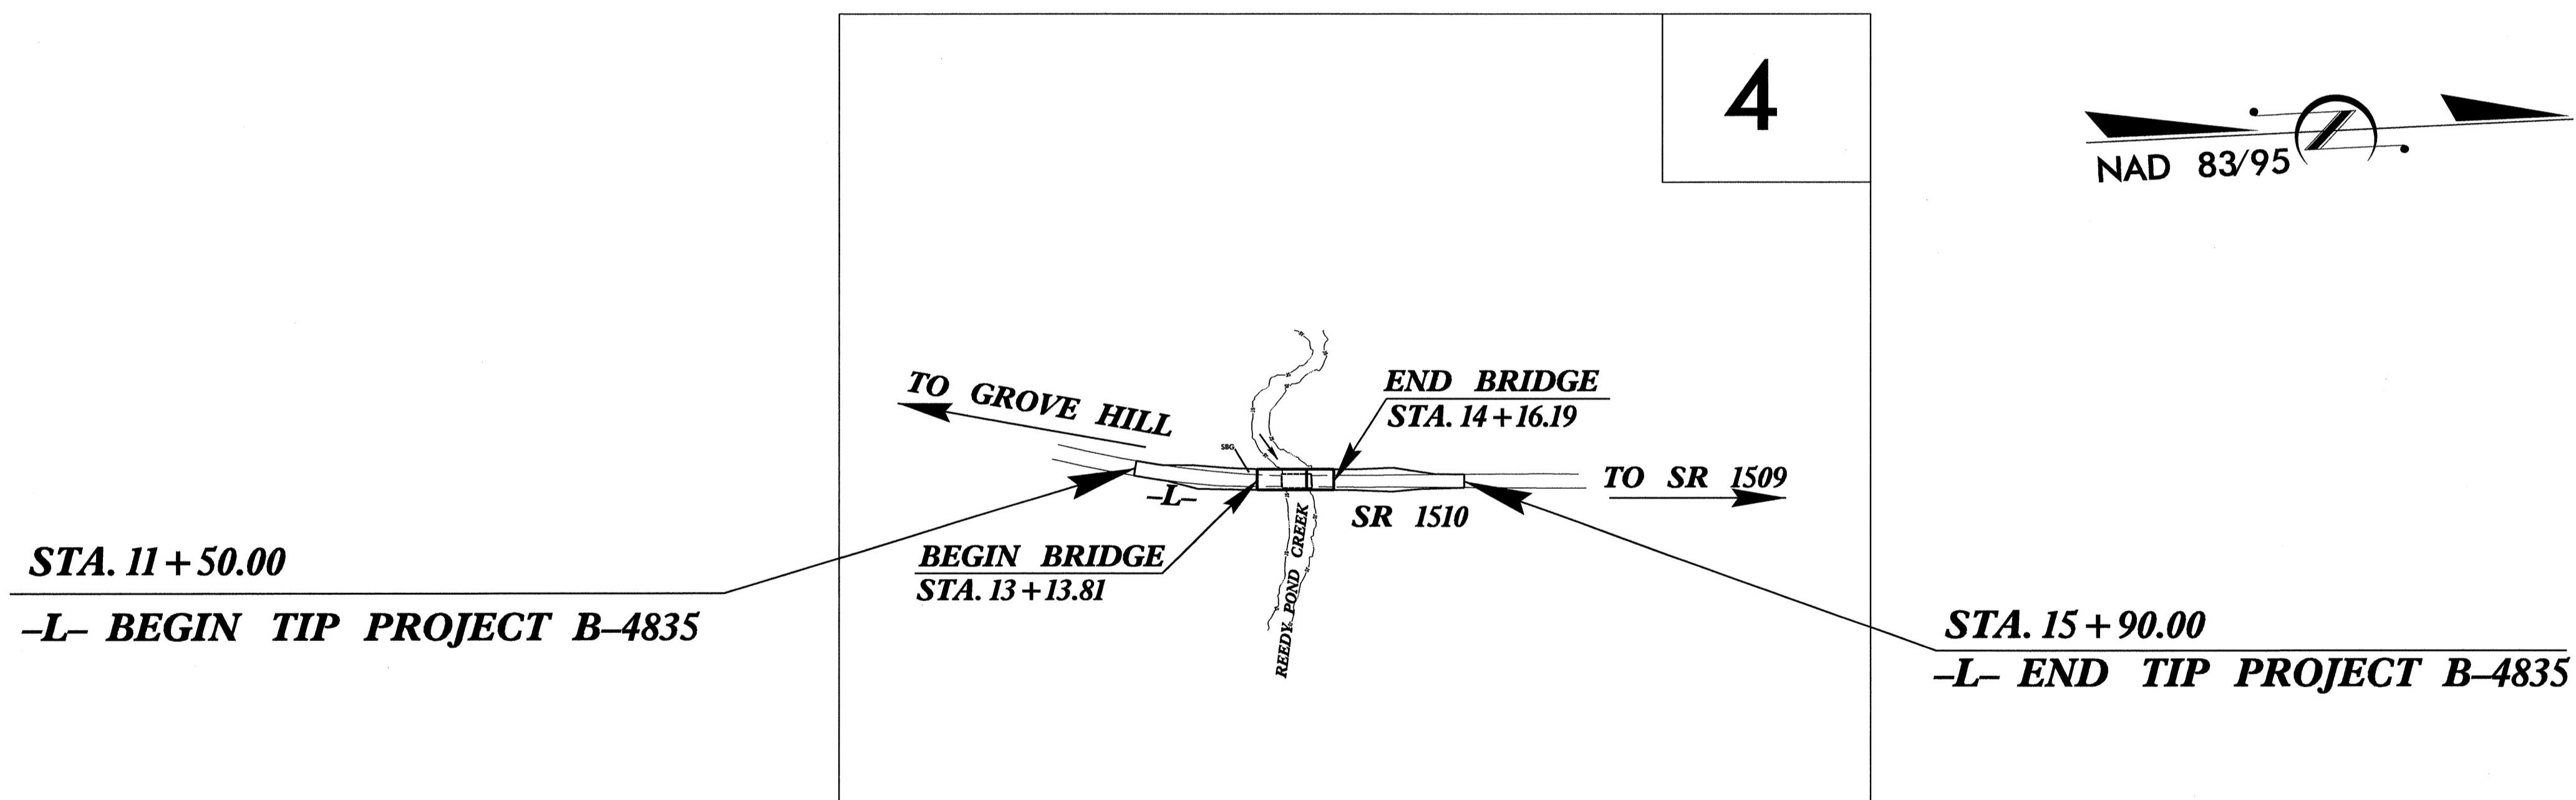 4
NAD 83/95
TO GROVE HILL
END BRIDGE
STA. 14+16.19
SBG
TO SR 1509
-L-
SR 1510
BEGIN BRIDGE
STA. 13+13.81
REEDY POND CREEK
STA. 11+50.00
-L- BEGIN TIP PROJECT B-4835
STA. 15+90.00
-L- END TIP PROJECT B-4835